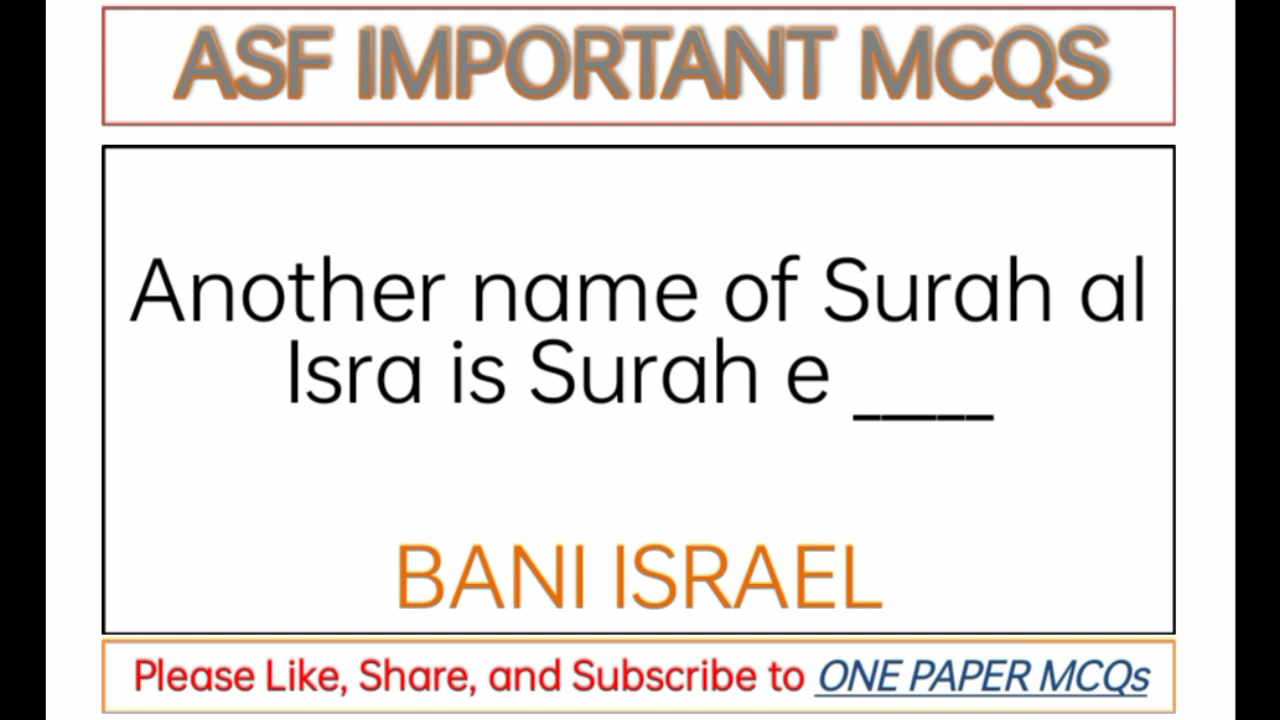 ASF IMPORTANT MCQS
Another name of Surah al
Isra is Surah e ____
BANI ISRAEL
Please Like, Share, and Subscribe to ONE PAPER MCQs